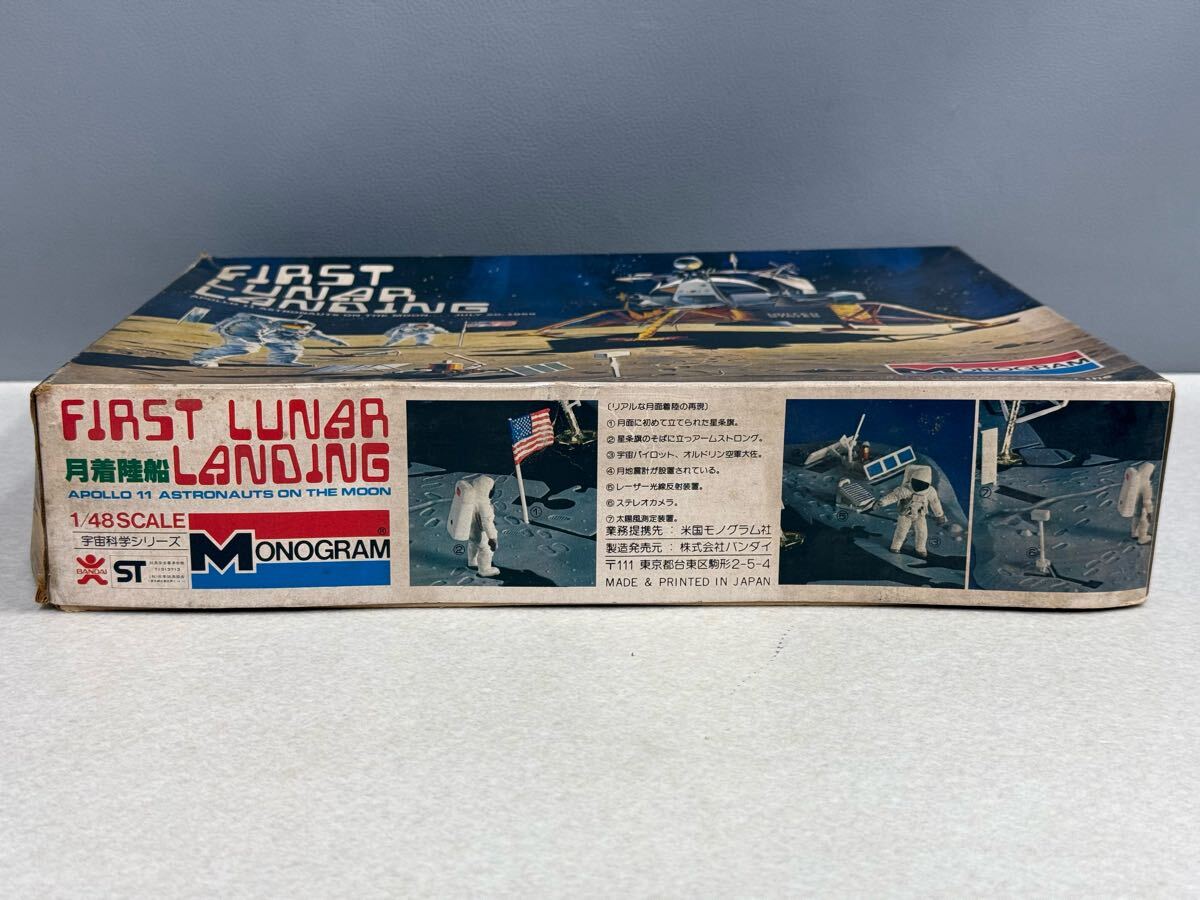 FIRST
LUNAR
LANDING
APOLLO 11 ASTRONAUTS ON THE MOON... JULY 20, 1969
MONOGRAM
FIRST LUNAR
月着陸船 LANDING
APOLLO 11 ASTRONAUTS ON THE MOON
1/48 SCALE
宇宙科学シリーズ
MONOGRAM®
BANDAI
ST
(リアルな月面着陸の再現)
①月面に初めて立てられた星条旗。
②星条旗のそばに立つアームストロング。
③宇宙パイロット、オルドリン空軍大佐。
④月地震計が設置されている。
⑤レーザー光線反射装置。
⑥ステレオカメラ。
⑦太陽風測定装置。
業務提携先:米国モノグラム社
製造発売元:株式会社バンダイ
〒111 東京都台東区駒形2-5-4
MADE & PRINTED IN JAPAN
①
②
③
⑤
⑥
⑦